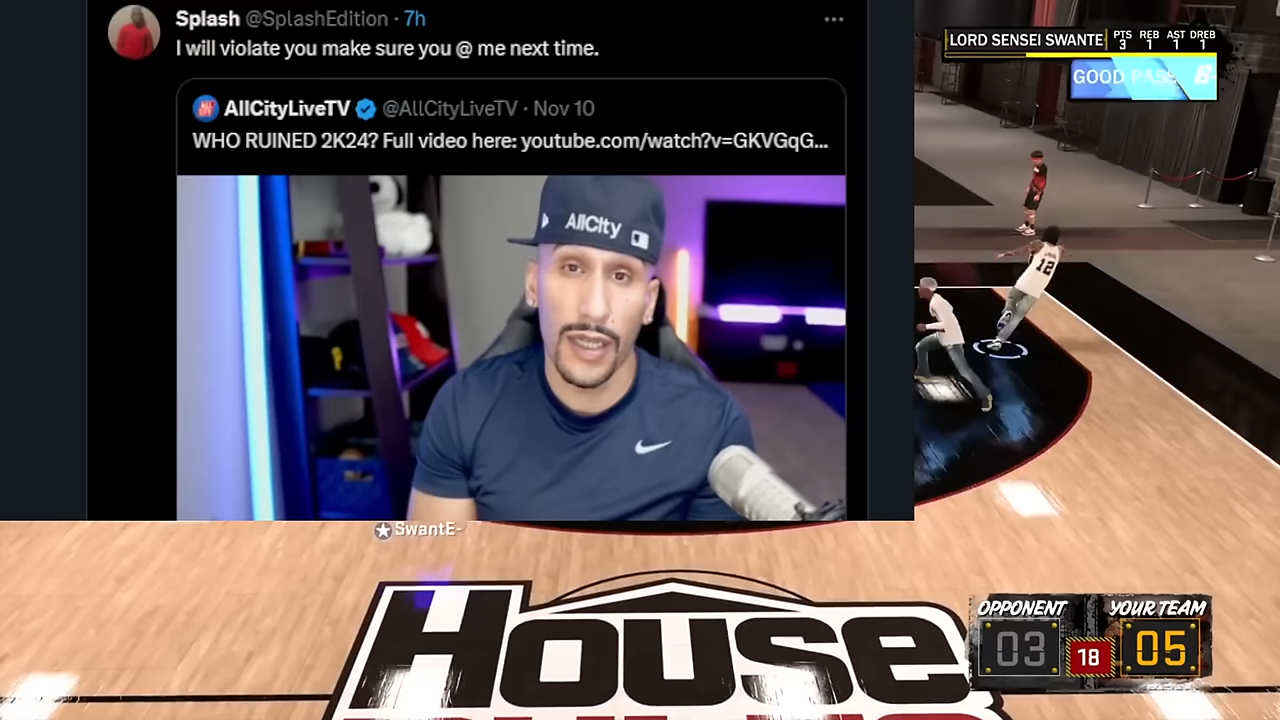 Splash @SplashEdition · 7h
I will violate you make sure you @ me next time.
AllCityLiveTV @AllCityLiveTV · Nov 10
WHO RUINED 2K24? Full video here: youtube.com/watch?v=GKVGqG...
AllCity
LORD SENSEI SWANTE PTS REB AST DREB
3 1 1 1
GOOD PASS B-
12
SwantE-
HOUSE
OPPONENT YOUR TEAM
03 18 05